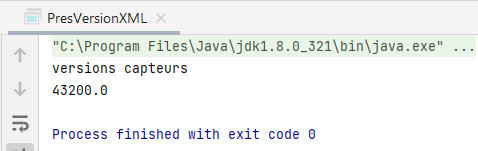 PresVersionXML
"C:\Program Files\Java\jdk1.8.0_321\bin\java.exe" ...
versions capteurs
43200.0
Process finished with exit code 0